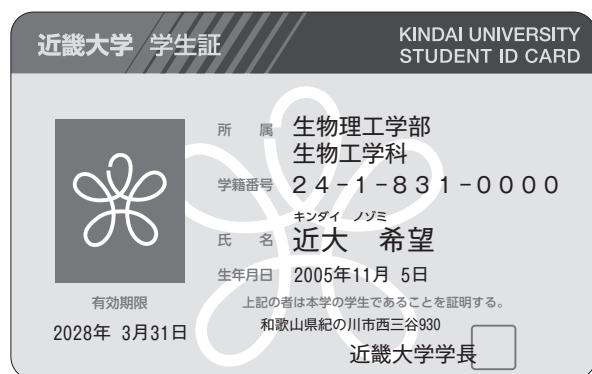 近畿大学 学生証
KINDAI UNIVERSITY
STUDENT ID CARD
所属 生物理工学部
生物工学科
学籍番号 24-1-831-0000
キンダイ ノゾミ
氏名 近大 希望
生年月日 2005年11月 5日
有効期限
2028年 3月31日
上記の者は本学の学生であることを証明する。
和歌山県紀の川市西三谷930
近畿大学学長